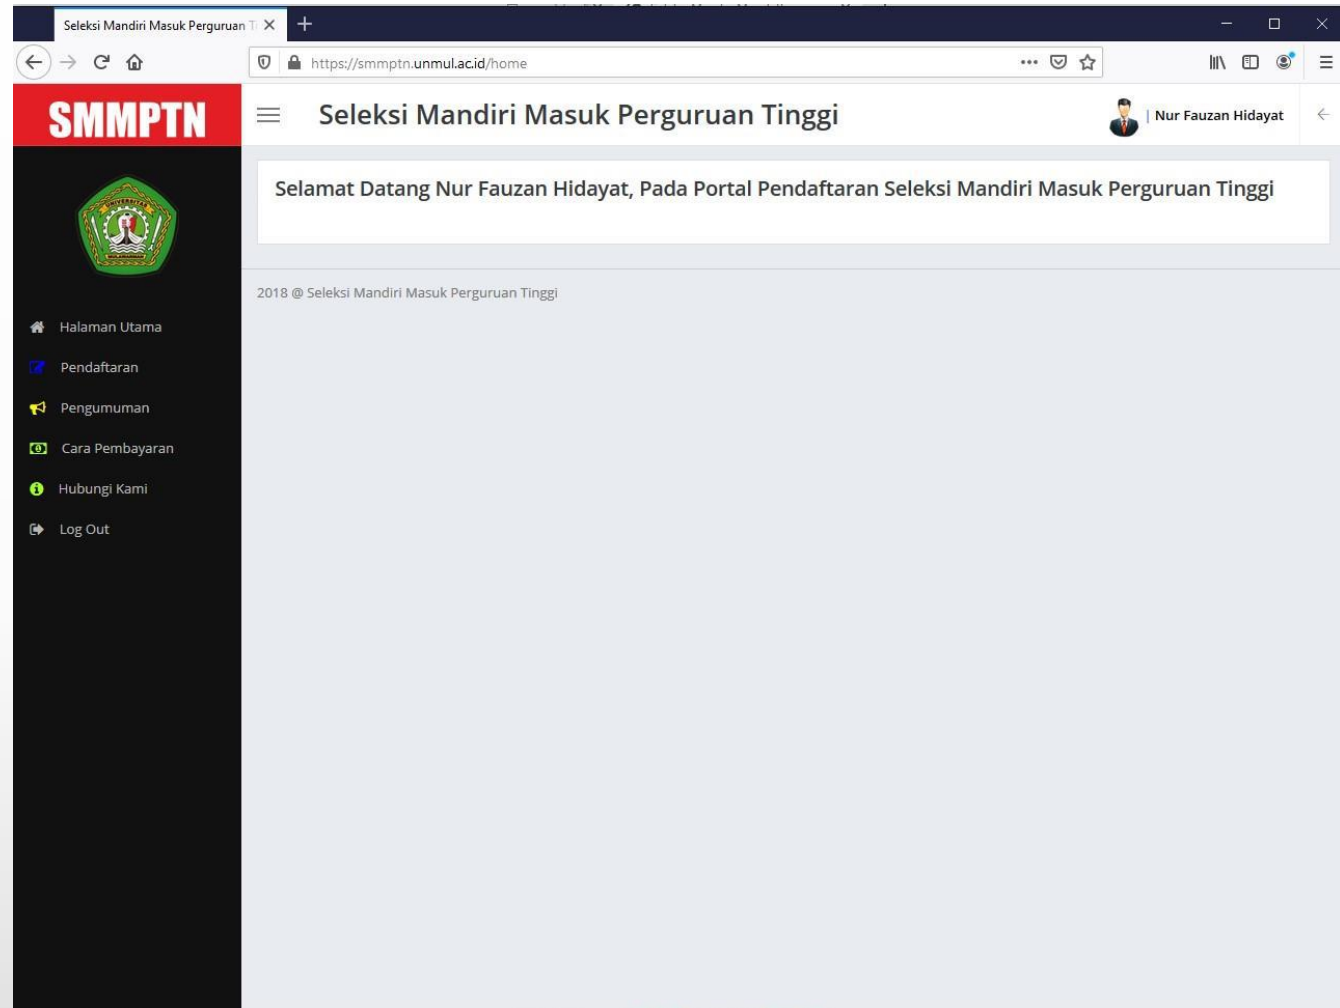 Seleksi Mandiri Masuk Perguruan Ti
https://smmptn.unmul.ac.id/home
SMMPTN
Seleksi Mandiri Masuk Perguruan Tinggi
| Nur Fauzan Hidayat
Selamat Datang Nur Fauzan Hidayat, Pada Portal Pendaftaran Seleksi Mandiri Masuk Perguruan Tinggi
UNIVERSITAS
2018 @ Seleksi Mandiri Masuk Perguruan Tinggi
Halaman Utama
Pendaftaran
Pengumuman
Cara Pembayaran
Hubungi Kami
Log Out